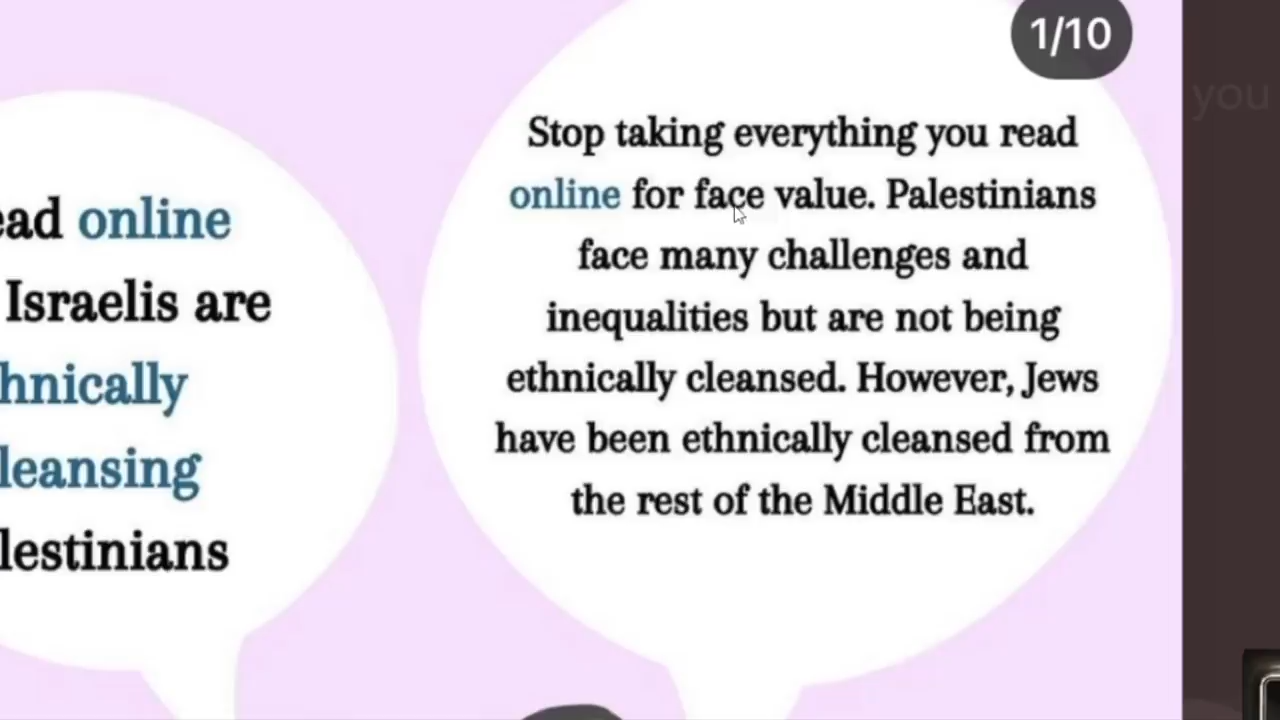 ead online
Israelis are
hnically
leansing
lestinians
1/10
Stop taking everything you read
online for face value. Palestinians
face many challenges and
inequalities but are not being
ethnically cleansed. However, Jews
have been ethnically cleansed from
the rest of the Middle East.
you